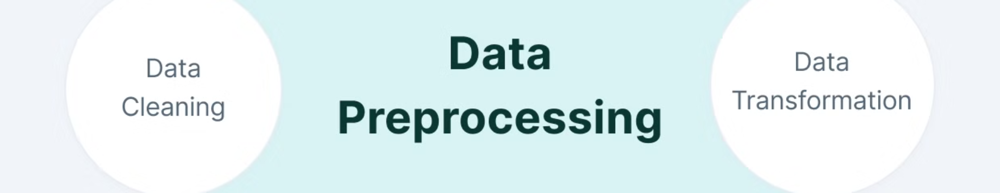 Data
Cleaning
Data
Preprocessing
Data
Transformation